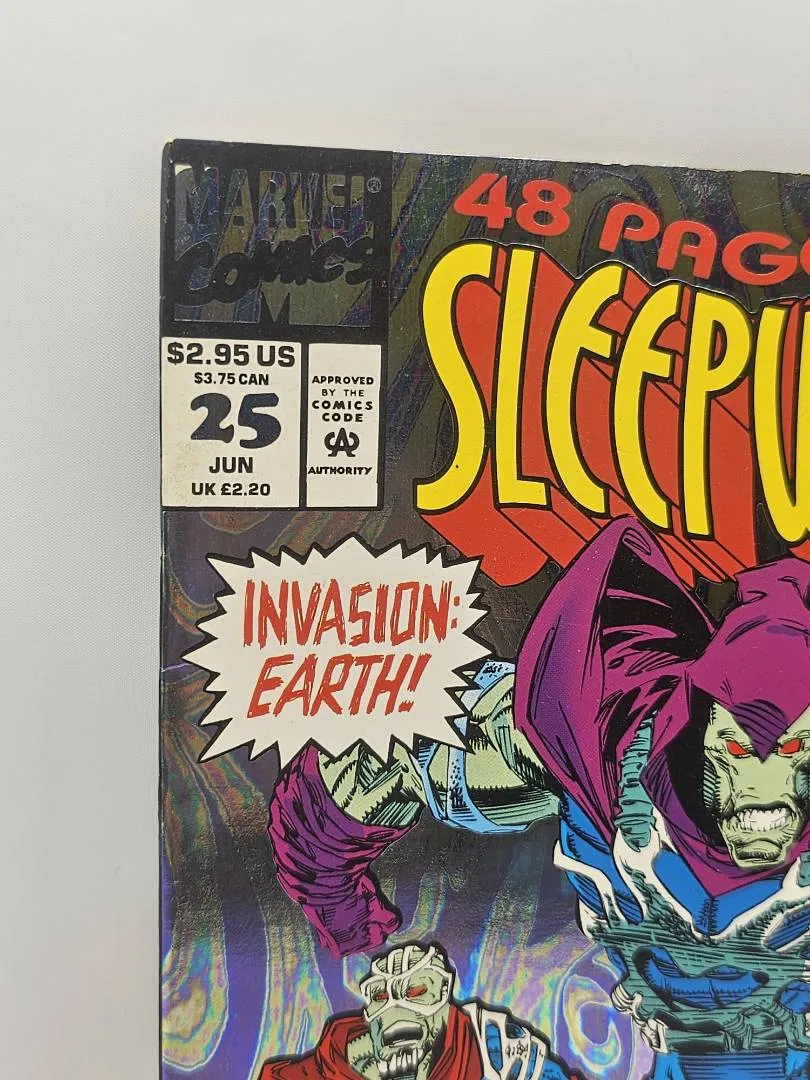 MARVEL®
COMICS
48 PAGE
SLEEPW
$2.95 US
$3.75 CAN
25
JUN
UK £2.20
APPROVED
BY THE
COMICS
CODE
CA
AUTHORITY
INVASION:
EARTH!